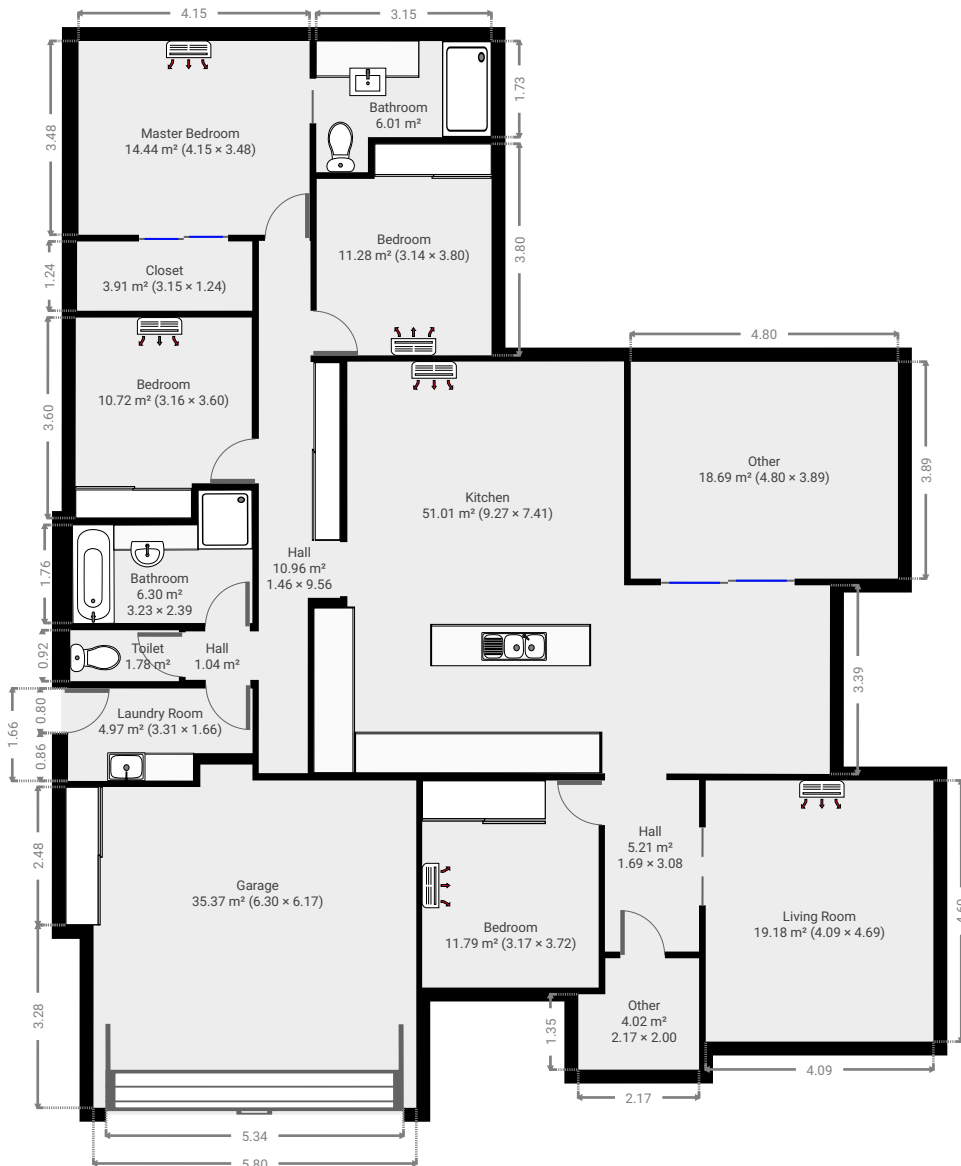 4.15
3.15
1.73
3.48
Master Bedroom
14.44 m² (4.15 × 3.48)
Bathroom
6.01 m²
Bedroom
11.28 m² (3.14 × 3.80)
3.80
1.24
Closet
3.91 m² (3.15 × 1.24)
4.80
Bedroom
10.72 m² (3.16 × 3.60)
3.60
Other
18.69 m² (4.80 × 3.89)
3.89
Kitchen
51.01 m² (9.27 × 7.41)
Hall
10.96 m²
1.46 × 9.56
1.76
Bathroom
6.30 m²
3.23 × 2.39
0.92
Toilet
1.78 m²
Hall
1.04 m²
3.39
1.66
0.80
0.86
Laundry Room
4.97 m² (3.31 × 1.66)
2.48
Garage
35.37 m² (6.30 × 6.17)
Hall
5.21 m²
1.69 × 3.08
Bedroom
11.79 m² (3.17 × 3.72)
Living Room
19.18 m² (4.09 × 4.69)
4.69
3.28
Other
4.02 m²
2.17 × 2.00
1.35
4.09
2.17
5.34
5.80